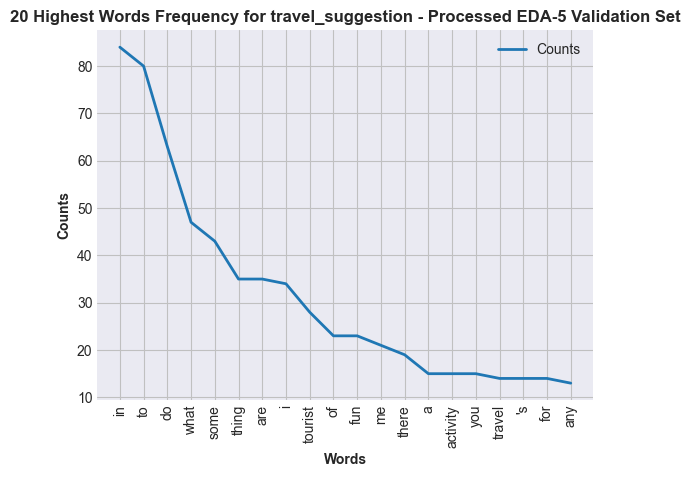 20 Highest Words Frequency for travel_suggestion - Processed EDA-5 Validation Set
Counts
80
70
60
50
40
30
20
10
Counts
in
to
do
what
some
thing
are
i
tourist
of
fun
me
there
a
activity
you
travel
's
for
any
Words